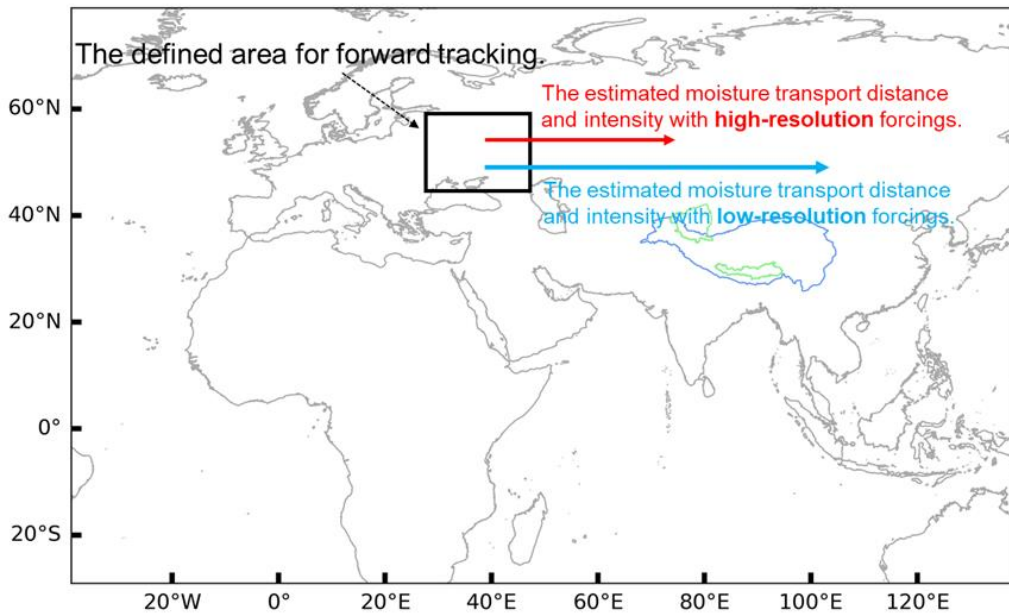 The defined area for forward tracking.
The estimated moisture transport distance
and intensity with high-resolution forcings.
The estimated moisture transport distance
and intensity with low-resolution forcings.
60°N
40°N
20°N
0°
20°S
20°W
0°
20°E
40°E
60°E
80°E
100°E
120°E